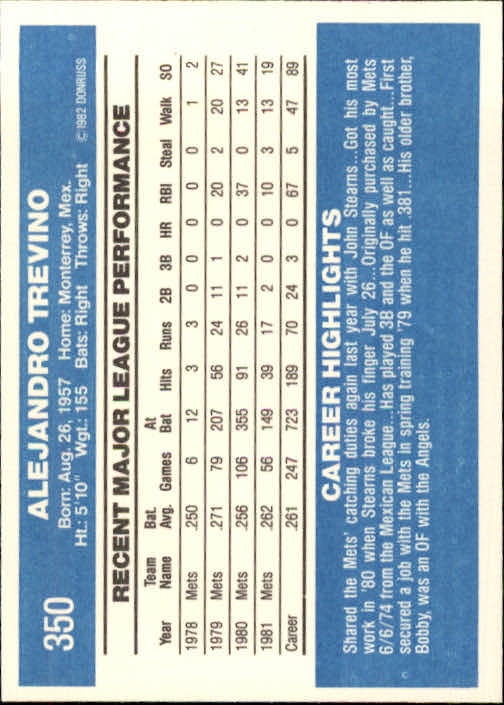 350
ALEJANDRO TREVINO
Born: Aug. 26, 1957 Home: Monterrey, Mex.
Ht.: 5'10" Wgt.: 155 Bats: Right Throws: Right © 1982 DONRUSS
RECENT MAJOR LEAGUE PERFORMANCE
Year Team Name Bat. Avg. Games At Bat Hits Runs 2B 3B HR RBI Steal Walk SO
1978 Mets .250 6 12 3 3 0 0 0 0 0 1 2
1979 Mets .271 79 207 56 24 11 1 0 20 2 20 27
1980 Mets .256 106 355 91 26 11 2 0 37 0 13 41
1981 Mets .262 56 149 39 17 2 0 0 10 3 13 19
Career .261 247 723 189 70 24 3 0 67 5 47 89
CAREER HIGHLIGHTS
Shared the Mets' catching duties again last year with John Stearns...Got his most
work in '80 when Stearns broke his finger July 26...Originally purchased by Mets
6/6/74 from the Mexican League...Has played 3B and the OF as well as caught...First
secured a job with the Mets in spring training '79 when he hit .381...His older brother,
Bobby, was an OF with the Angels.